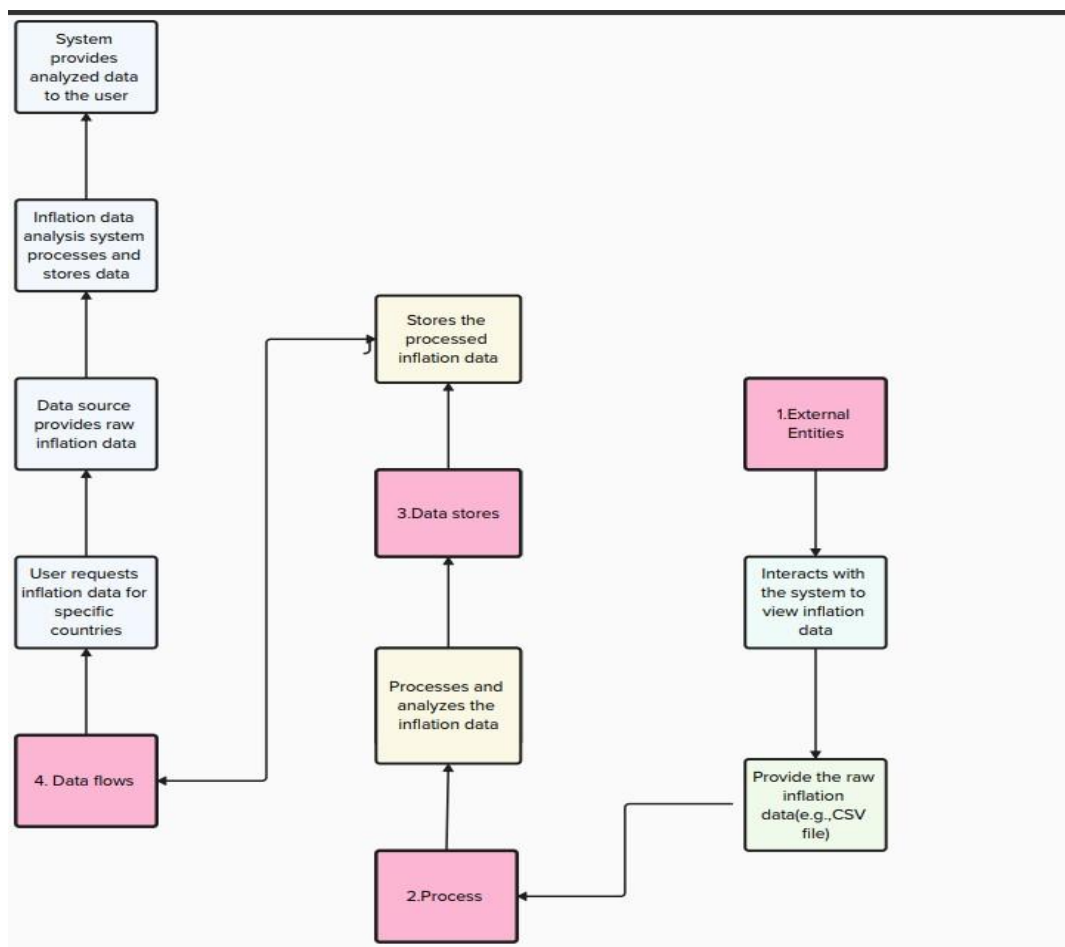 System
provides
analyzed data
to the user
Inflation data
analysis system
processes and
stores data
Data source
provides raw
inflation data
User requests
inflation data for
specific
countries
4. Data flows
Stores the
processed
inflation data
3.Data stores
Processes and
analyzes the
inflation data
2.Process
1.External
Entities
Interacts with
the system to
view inflation
data
Provide the raw
inflation
data(e.g.,CSV
file)